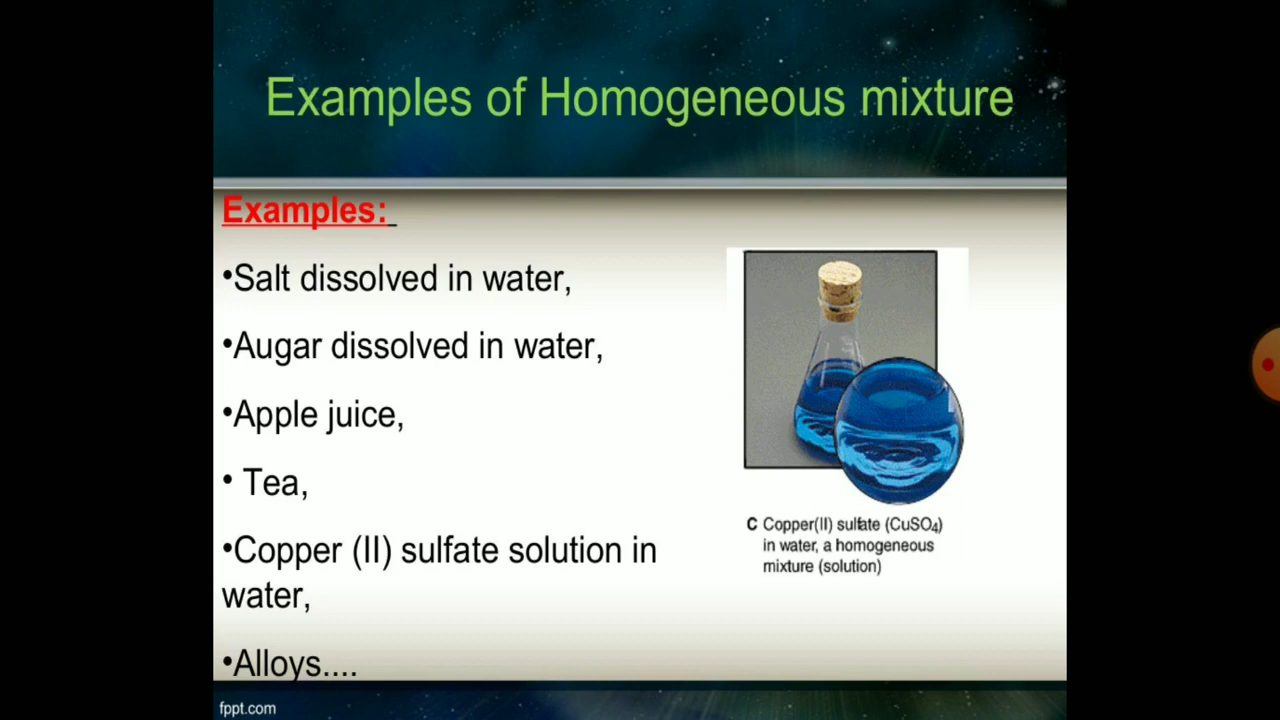 Examples of Homogeneous mixture
Examples:
•Salt dissolved in water,
•Augar dissolved in water,
•Apple juice,
• Tea,
•Copper (II) sulfate solution in
water,
•Alloys....
C Copper(II) sulfate (CuSO₄)
in water, a homogeneous
mixture (solution)
fppt.com